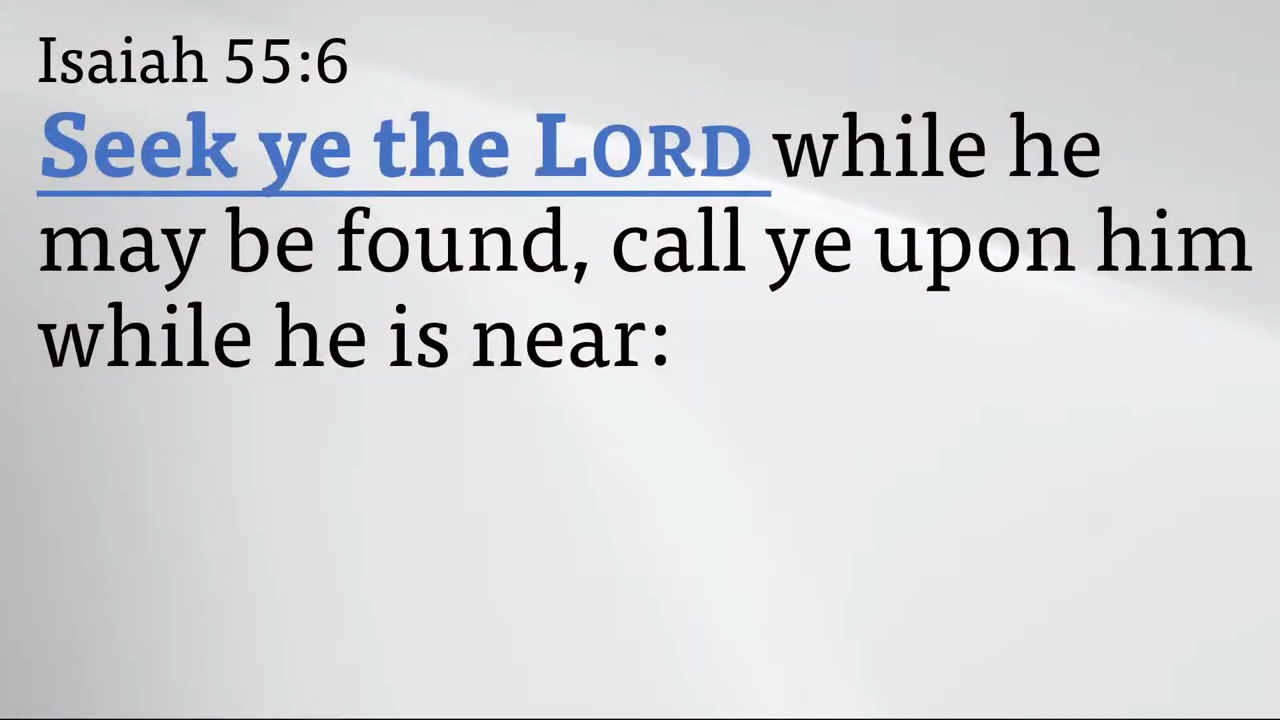 Isaiah 55:6
Seek ye the LORD while he
may be found, call ye upon him
while he is near: